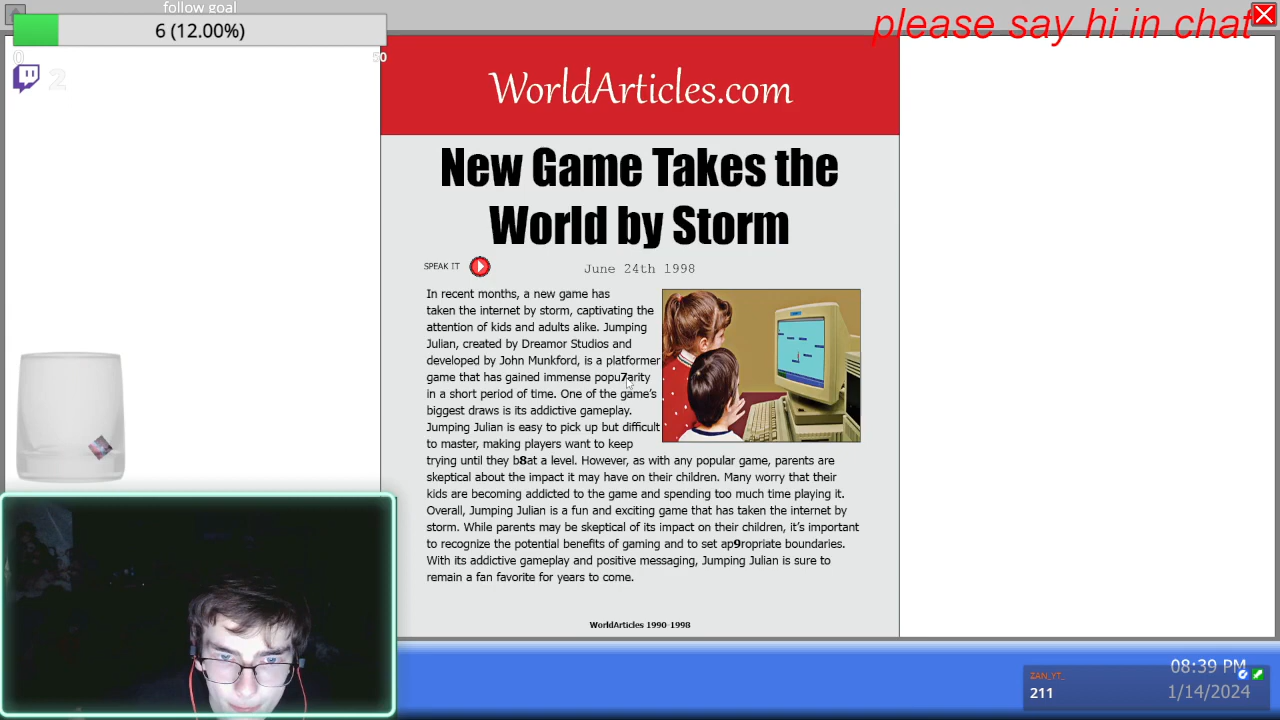 follow goal
6 (12.00%)
0
50
2
please say hi in chat
WorldArticles.com
New Game Takes the
World by Storm
SPEAK IT
June 24th 1998
In recent months, a new game has
taken the internet by storm, captivating the
attention of kids and adults alike. Jumping
Julian, created by Dreamor Studios and
developed by John Munkford, is a platformer
game that has gained immense popu7arity
in a short period of time. One of the game's
biggest draws is its addictive gameplay.
Jumping Julian is easy to pick up but difficult
to master, making players want to keep
trying until they b8at a level. However, as with any popular game, parents are
skeptical about the impact it may have on their children. Many worry that their
kids are becoming addicted to the game and spending too much time playing it.
Overall, Jumping Julian is a fun and exciting game that has taken the internet by
storm. While parents may be skeptical of its impact on their children, it's important
to recognize the potential benefits of gaming and to set ap9ropriate boundaries.
With its addictive gameplay and positive messaging, Jumping Julian is sure to
remain a fan favorite for years to come.
WorldArticles 1990-1998
08:39 PM
ZAN_YT_
211
1/14/2024